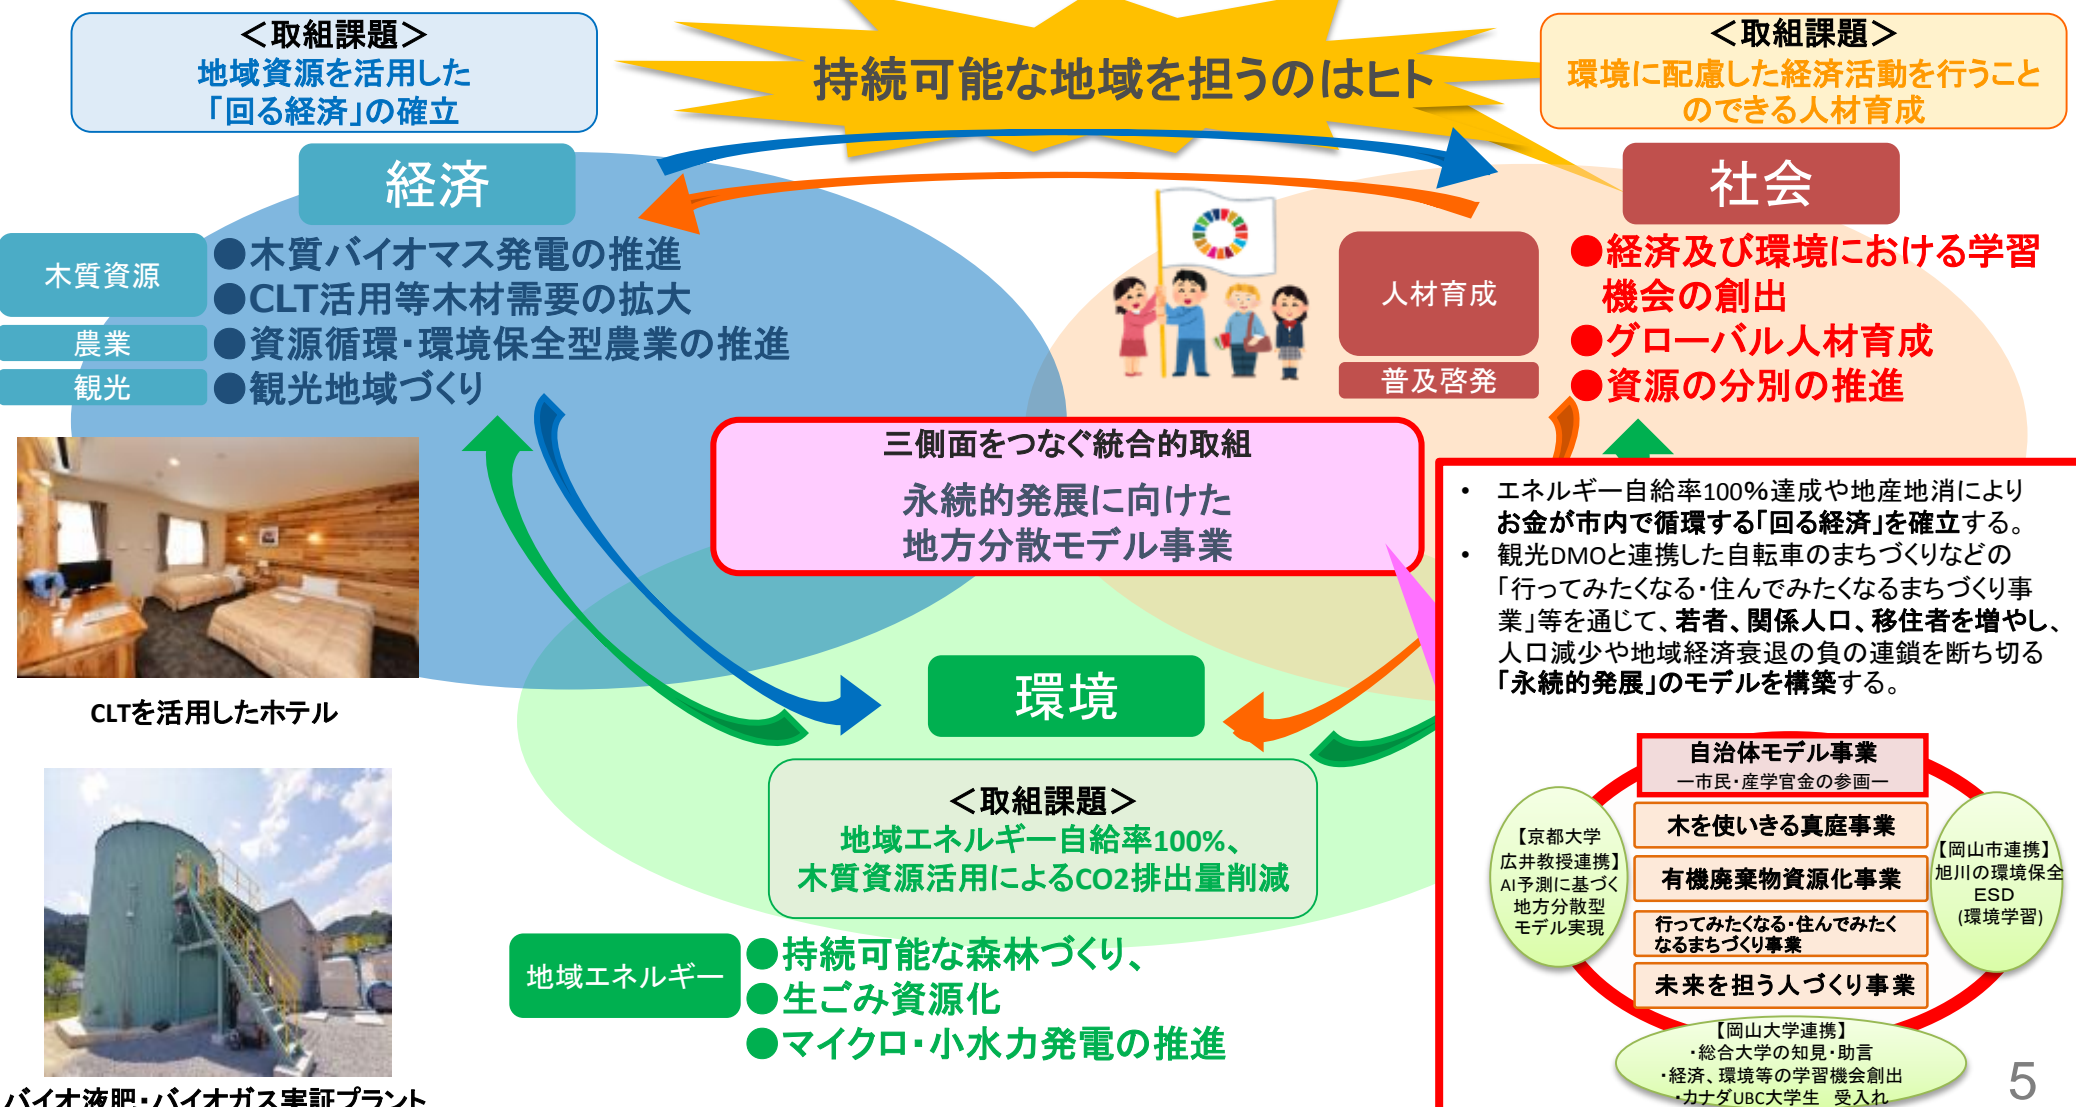 ＜取組課題＞
地域資源を活用した
「回る経済」の確立
持続可能な地域を担うのはヒト
＜取組課題＞
環境に配慮した経済活動を行うこと
のできる人材育成
経済
社会
木質資源
●木質バイオマス発電の推進
●CLT活用等木材需要の拡大
農業
●資源循環・環境保全型農業の推進
観光
●観光地域づくり
人材育成
●経済及び環境における学習
機会の創出
●グローバル人材育成
普及啓発
●資源の分別の推進
三側面をつなぐ統合的取組
永続的発展に向けた
地方分散モデル事業
CLTを活用したホテル
バイオ液肥・バイオガス実証プラント
環境
＜取組課題＞
地域エネルギー自給率100%、
木質資源活用によるCO2排出量削減
地域エネルギー
●持続可能な森林づくり、
●生ごみ資源化
●マイクロ・小水力発電の推進
• エネルギー自給率100％達成や地産地消により
お金が市内で循環する「回る経済」を確立する。
• 観光DMOと連携した自転車のまちづくりなどの
「行ってみたくなる・住んでみたくなるまちづくり事
業」等を通じて、若者、関係人口、移住者を増やし、
人口減少や地域経済衰退の負の連鎖を断ち切る
「永続的発展」のモデルを構築する。
自治体モデル事業
―市民・産学官金の参画―
木を使いきる真庭事業
有機廃棄物資源化事業
行ってみたくなる・住んでみたく
なるまちづくり事業
未来を担う人づくり事業
【京都大学
広井教授連携】
AI予測に基づく
地方分散型
モデル実現
【岡山市連携】
旭川の環境保全
ESD
(環境学習)
【岡山大学連携】
・総合大学の知見・助言
・経済、環境等の学習機会創出
・カナダUBC大学生　受入れ
5